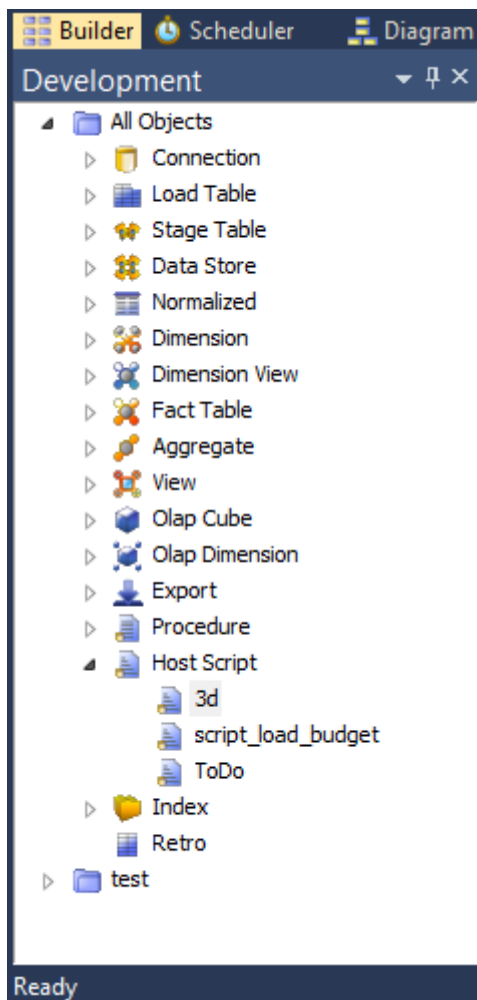 Builder Scheduler Diagram
Development
All Objects
Connection
Load Table
Stage Table
Data Store
Normalized
Dimension
Dimension View
Fact Table
Aggregate
View
Olap Cube
Olap Dimension
Export
Procedure
Host Script
3d
script_load_budget
ToDo
Index
Retro
test
Ready